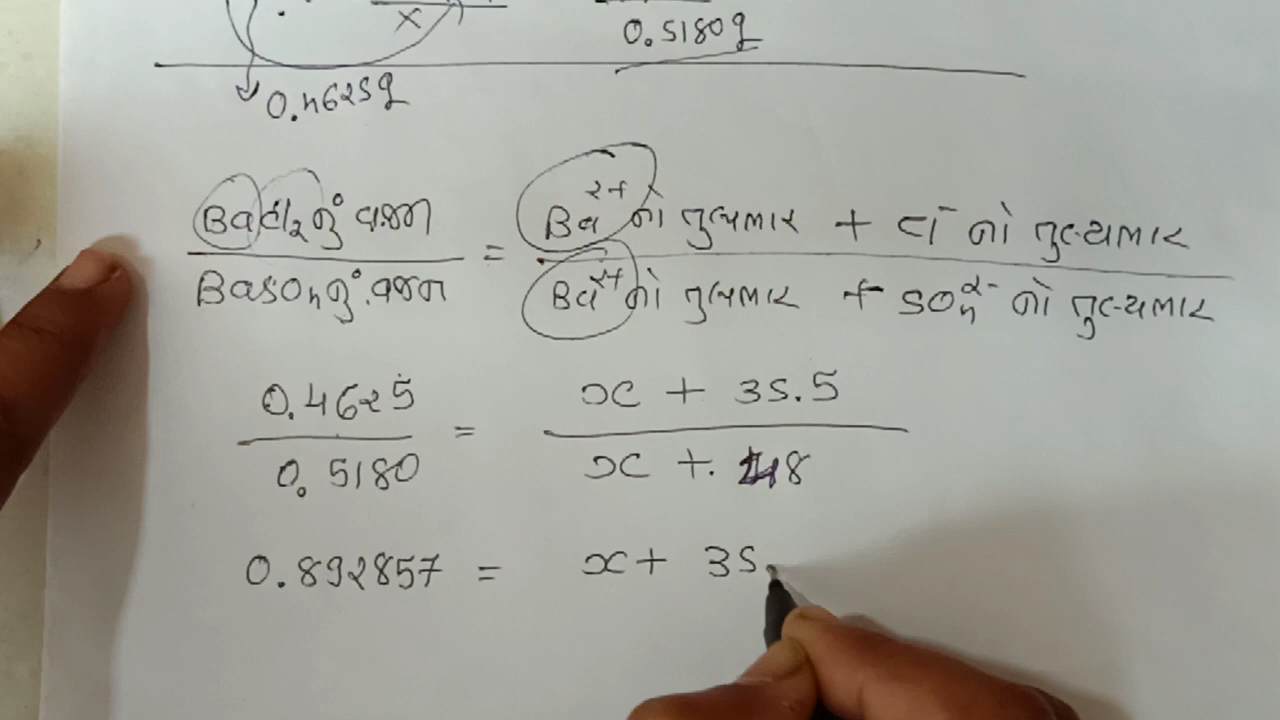 x 0.5180g
0.4625g
BaCl₂નું વજન / BaSO₄નું વજન = Ba²⁺નો તુલ્યભાર + Cl⁻ નો તુલ્યભાર / Ba²⁺નો તુલ્યભાર + SO₄²⁻ નો તુલ્યભાર
0.4625 / 0.5180 = x + 35.5 / x + 48
0.892857 = x + 35.